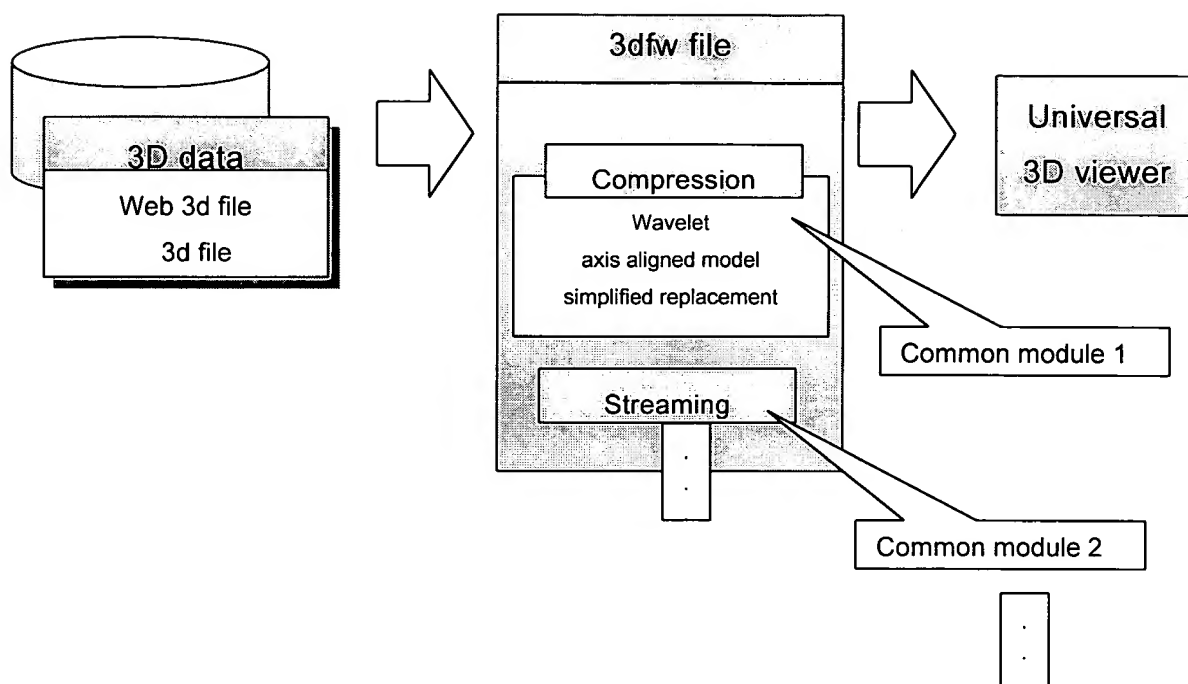 3D data
Web 3d file
3d file
3dfw file
Compression
Wavelet
axis aligned model
simplified replacement
Streaming
.
.
Universal
3D viewer
Common module 1
Common module 2
.
.